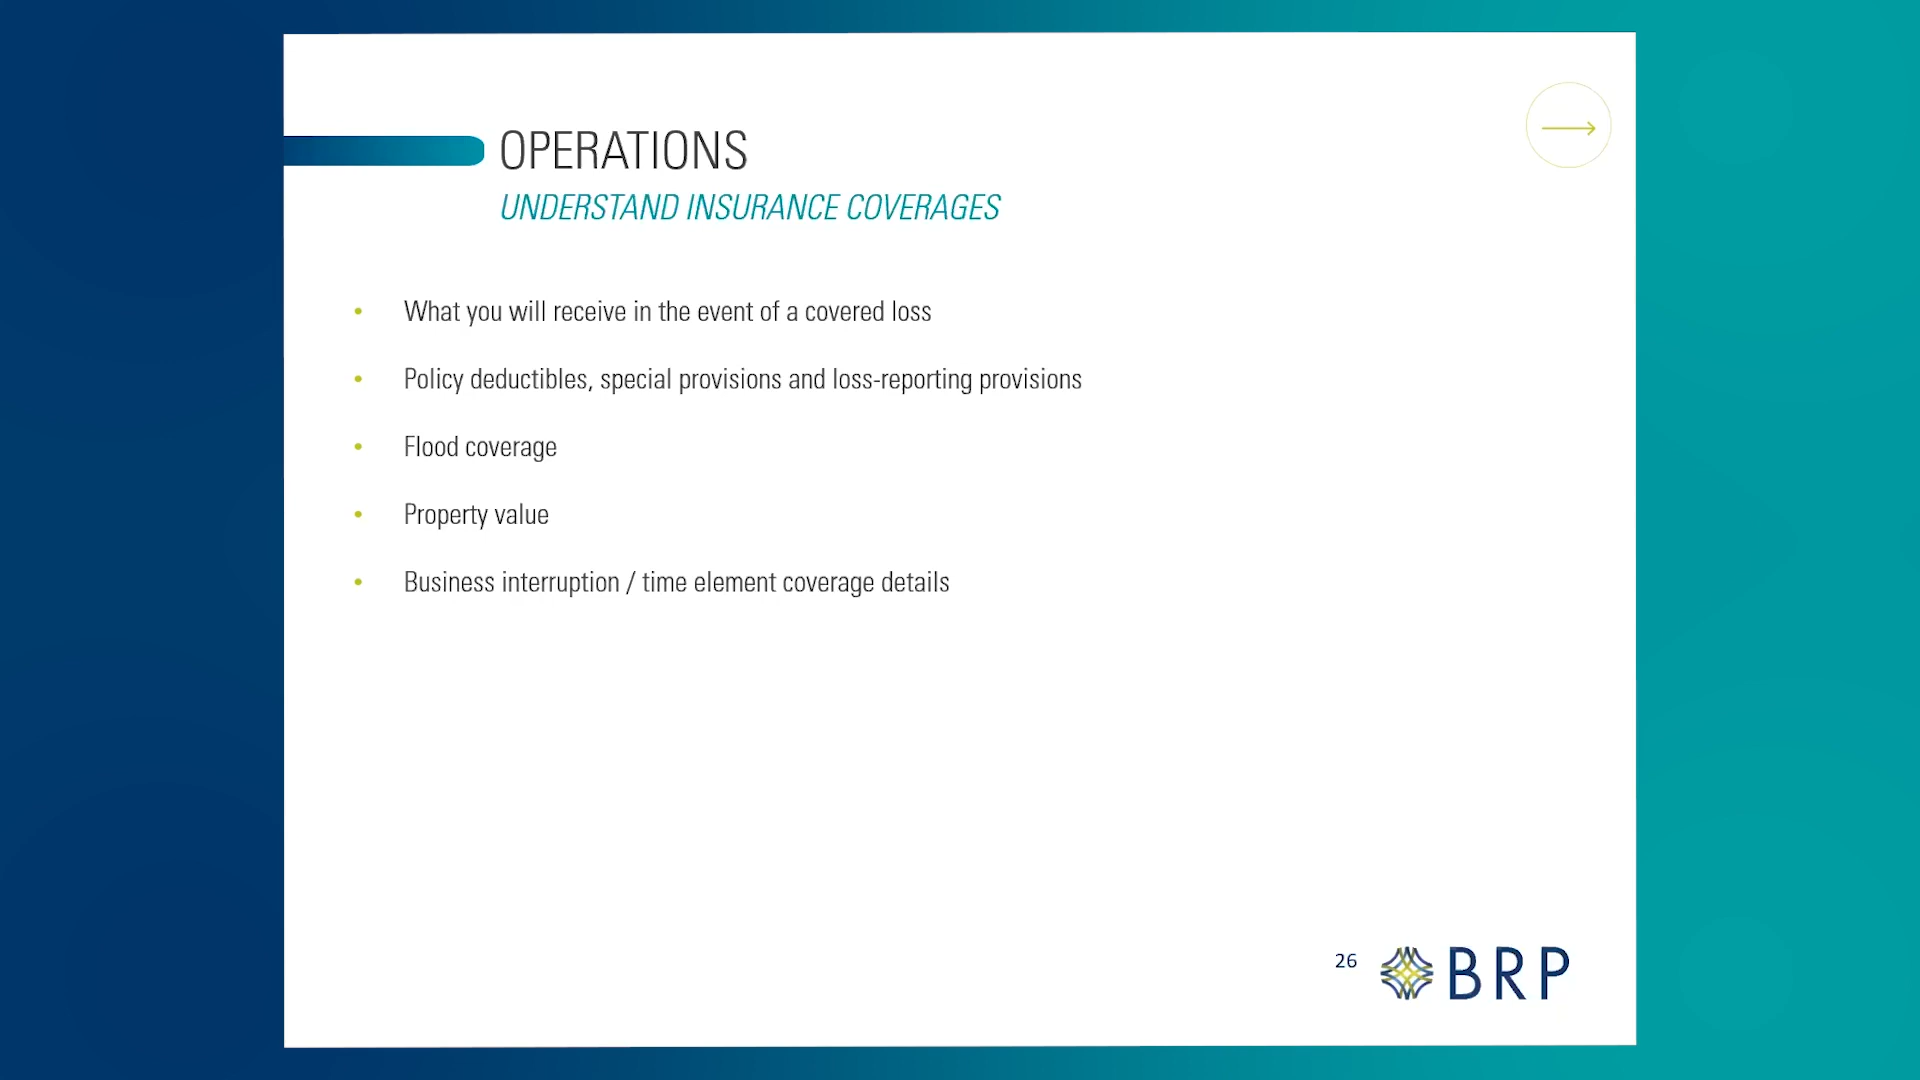 OPERATIONS
UNDERSTAND INSURANCE COVERAGES
• What you will receive in the event of a covered loss
• Policy deductibles, special provisions and loss-reporting provisions
• Flood coverage
• Property value
• Business interruption / time element coverage details
26
BRP